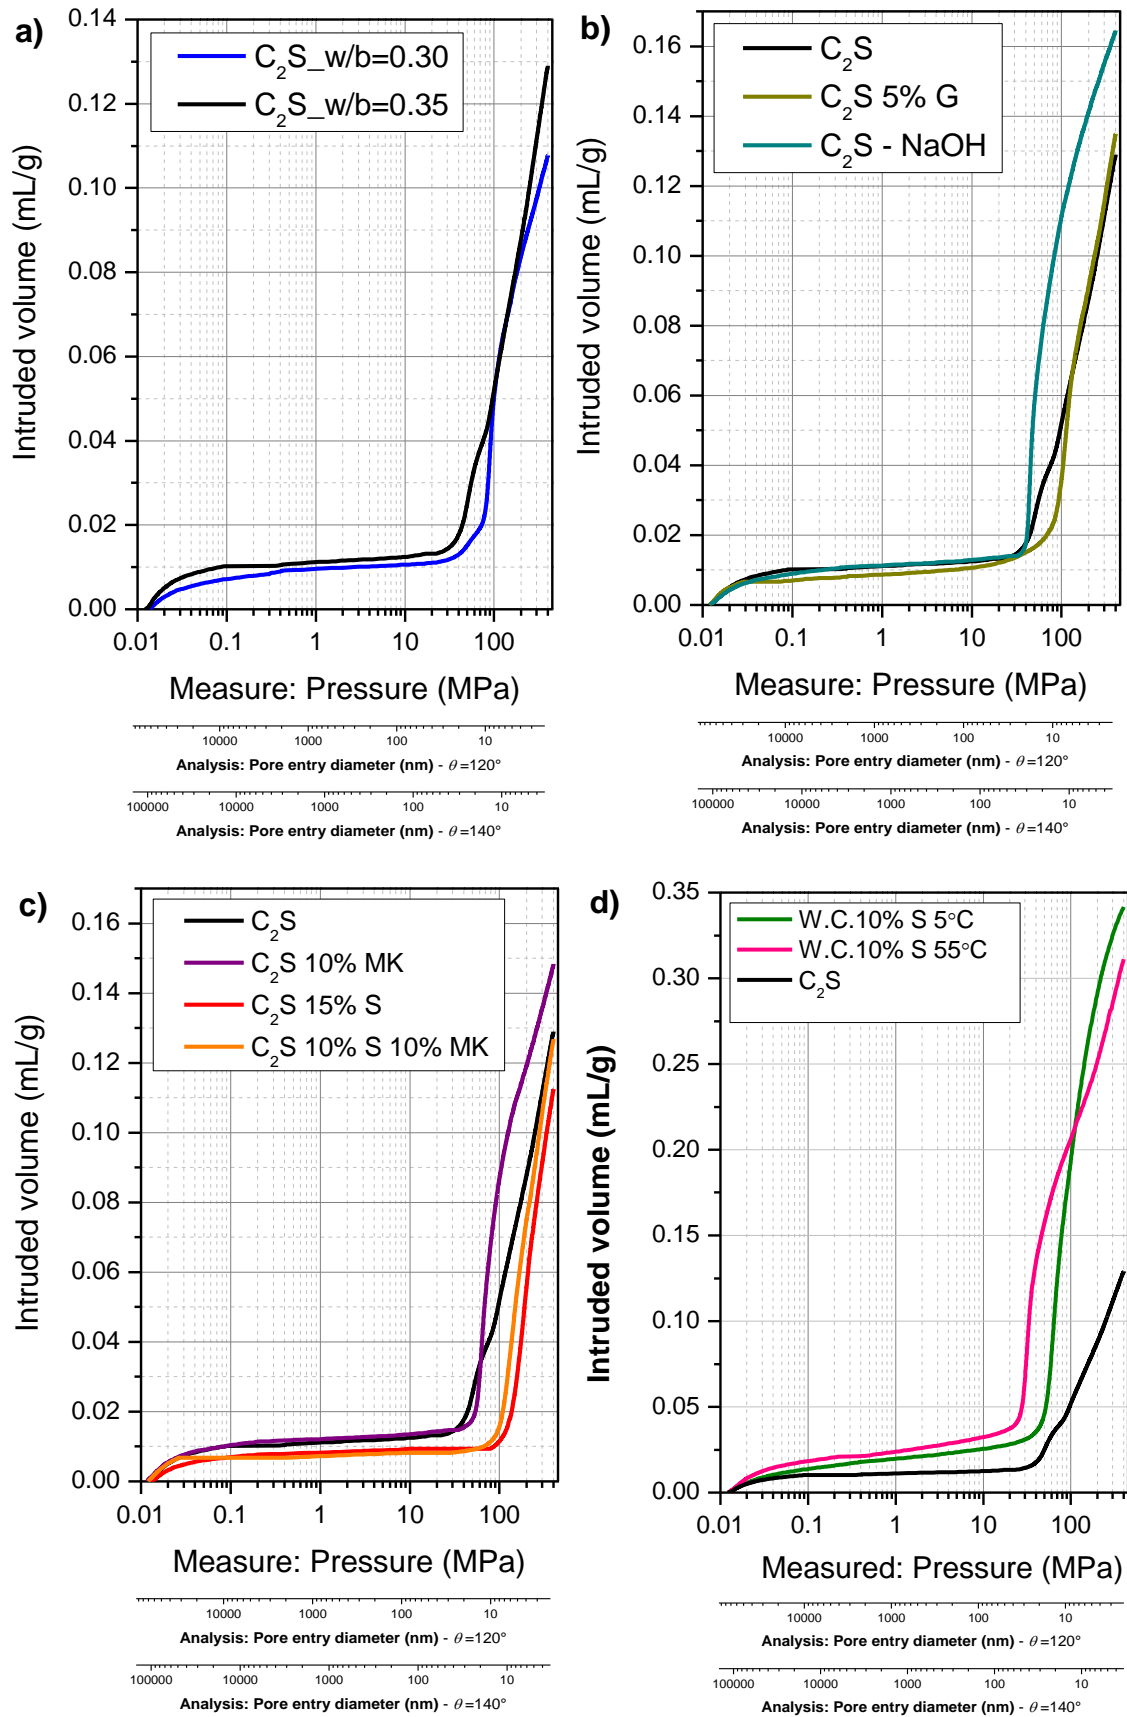 a)
C₂S_w/b=0.30
C₂S_w/b=0.35
Intruded volume (mL/g)
0.14
0.12
0.10
0.08
0.06
0.04
0.02
0.00
0.01 0.1 1 10 100
Measure: Pressure (MPa)
10000 1000 100 10
Analysis: Pore entry diameter (nm) - θ=120°
100000 10000 1000 100 10
Analysis: Pore entry diameter (nm) - θ=140°
b)
C₂S
C₂S 5% G
C₂S - NaOH
Intruded volume (mL/g)
0.16
0.14
0.12
0.10
0.08
0.06
0.04
0.02
0.00
0.01 0.1 1 10 100
Measure: Pressure (MPa)
10000 1000 100 10
Analysis: Pore entry diameter (nm) - θ=120°
100000 10000 1000 100 10
Analysis: Pore entry diameter (nm) - θ=140°
c)
C₂S
C₂S 10% MK
C₂S 15% S
C₂S 10% S 10% MK
Intruded volume (mL/g)
0.16
0.14
0.12
0.10
0.08
0.06
0.04
0.02
0.00
0.01 0.1 1 10 100
Measure: Pressure (MPa)
10000 1000 100 10
Analysis: Pore entry diameter (nm) - θ=120°
100000 10000 1000 100 10
Analysis: Pore entry diameter (nm) - θ=140°
d)
W.C.10% S 5°C
W.C.10% S 55°C
C₂S
Intruded volume (mL/g)
0.35
0.30
0.25
0.20
0.15
0.10
0.05
0.00
0.01 0.1 1 10 100
Measured: Pressure (MPa)
10000 1000 100 10
Analysis: Pore entry diameter (nm) - θ=120°
100000 10000 1000 100 10
Analysis: Pore entry diameter (nm) - θ=140°